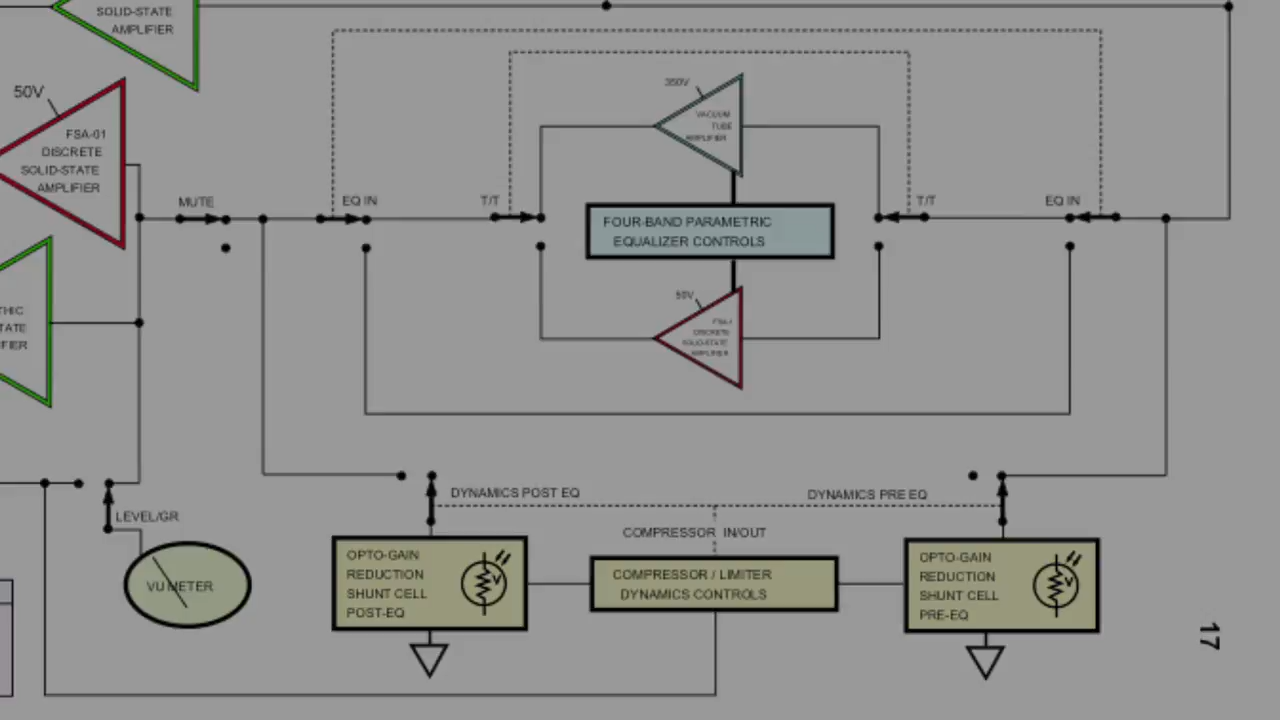 SOLID-STATE
AMPLIFIER
50V
FSA-01
DISCRETE
SOLID-STATE
AMPLIFIER
MUTE
EQ IN
T/T
350V
VACUUM
TUBE
AMPLIFIER
FOUR-BAND PARAMETRIC
EQUALIZER CONTROLS
T/T
EQ IN
50V
DISCRETE
SOLID-STATE
AMPLIFIER
LEVEL/GR
VU METER
DYNAMICS POST EQ
DYNAMICS PRE EQ
COMPRESSOR IN/OUT
OPTO-GAIN
REDUCTION
SHUNT CELL
POST-EQ
V
COMPRESSOR / LIMITER
DYNAMICS CONTROLS
OPTO-GAIN
REDUCTION
SHUNT CELL
PRE-EQ
V
17